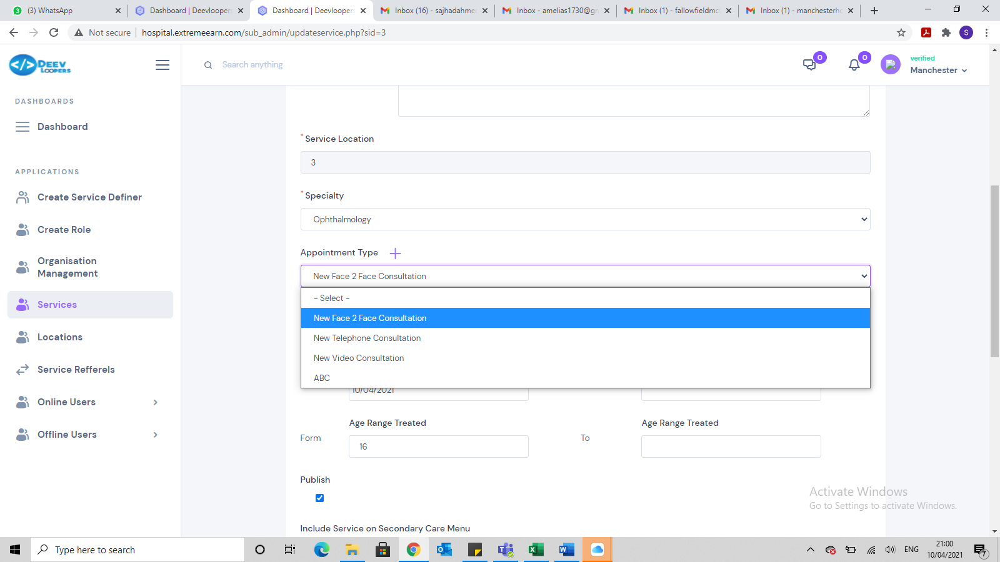 (3) WhatsApp
Dashboard | Deevlooper
Dashboard | Deevlooper
Inbox (16) - sajhadahme
Inbox - amelias1730@g
Inbox (1) - fallowfieldm
Inbox (1) - manchesterh
Not secure
hospital.extremeearn.com/sub_admin/updateservice.php?sid=3
S
DEEV
LOOPERS
Search anything
0
0
verified
Manchester
DASHBOARDS
Dashboard
APPLICATIONS
Create Service Definer
Create Role
Organisation
Management
Services
Locations
Service Refferels
Online Users
Offline Users
* Service Location
3
* Specialty
Ophthalmology
Appointment Type
New Face 2 Face Consultation
- Select -
New Face 2 Face Consultation
New Telephone Consultation
New Video Consultation
ABC
10/04/2021
Age Range Treated
Age Range Treated
Form
16
To
Publish
Include Service on Secondary Care Menu
Activate Windows
Go to Settings to activate Windows.
Type here to search
ENG
21:00
10/04/2021
7